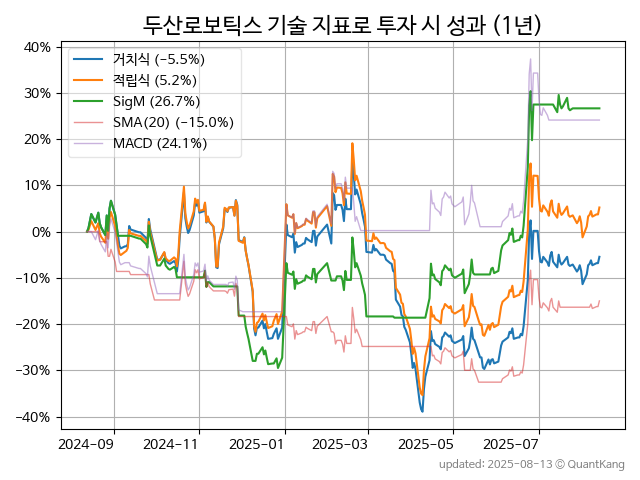 두산로보틱스 기술 지표로 투자 시 성과 (1년)
40%
30%
20%
10%
0%
−10%
−20%
−30%
−40%
거치식 (−5.5%)
적립식 (5.2%)
SigM (26.7%)
SMA(20) (−15.0%)
MACD (24.1%)
2024-09
2024-11
2025-01
2025-03
2025-05
2025-07
updated: 2025-08-13 © QuantKang